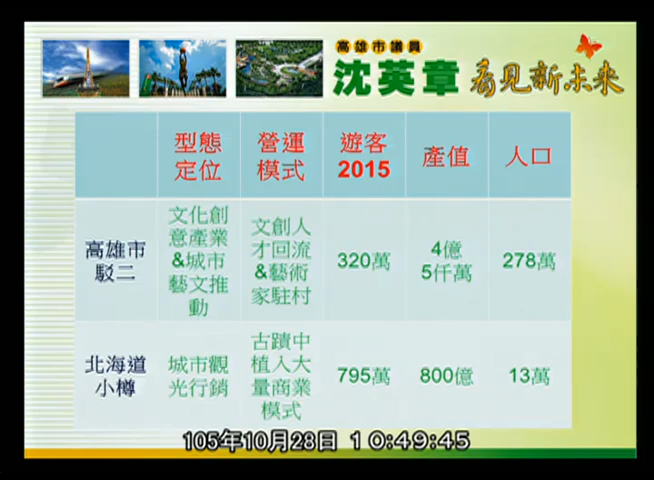 高雄市議員
沈英章 看見新未來
型態
定位
營運
模式
遊客
2015
產值
人口
高雄市
駁二
文化創
意產業
&城市
藝文推
動
文創人
才回流
&藝術
家駐村
320萬
4億
5仟萬
278萬
北海道
小樽
城市觀
光行銷
古蹟中
植入大
量商業
模式
795萬
800億
13萬
105年10月28日 10:49:45